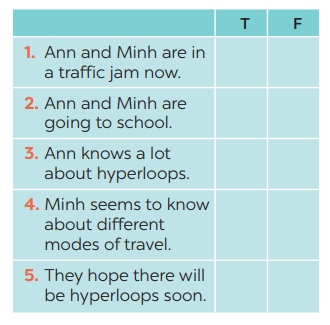 T F
1. Ann and Minh are in
a traffic jam now.
2. Ann and Minh are
going to school.
3. Ann knows a lot
about hyperloops.
4. Minh seems to know
about different
modes of travel.
5. They hope there will
be hyperloops soon.